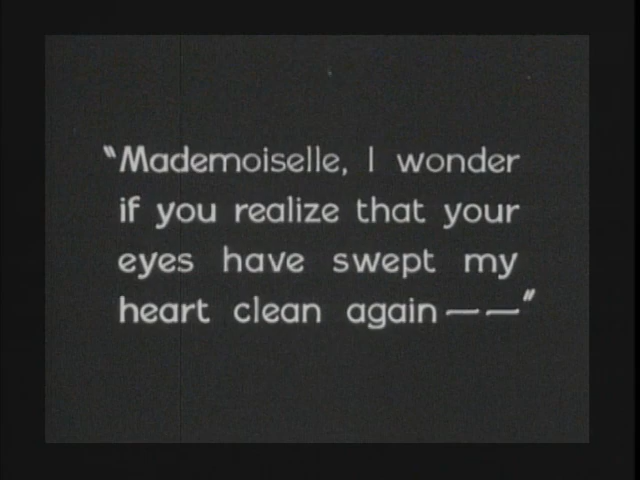 "Mademoiselle, I wonder
if you realize that your
eyes have swept my
heart clean again — —"